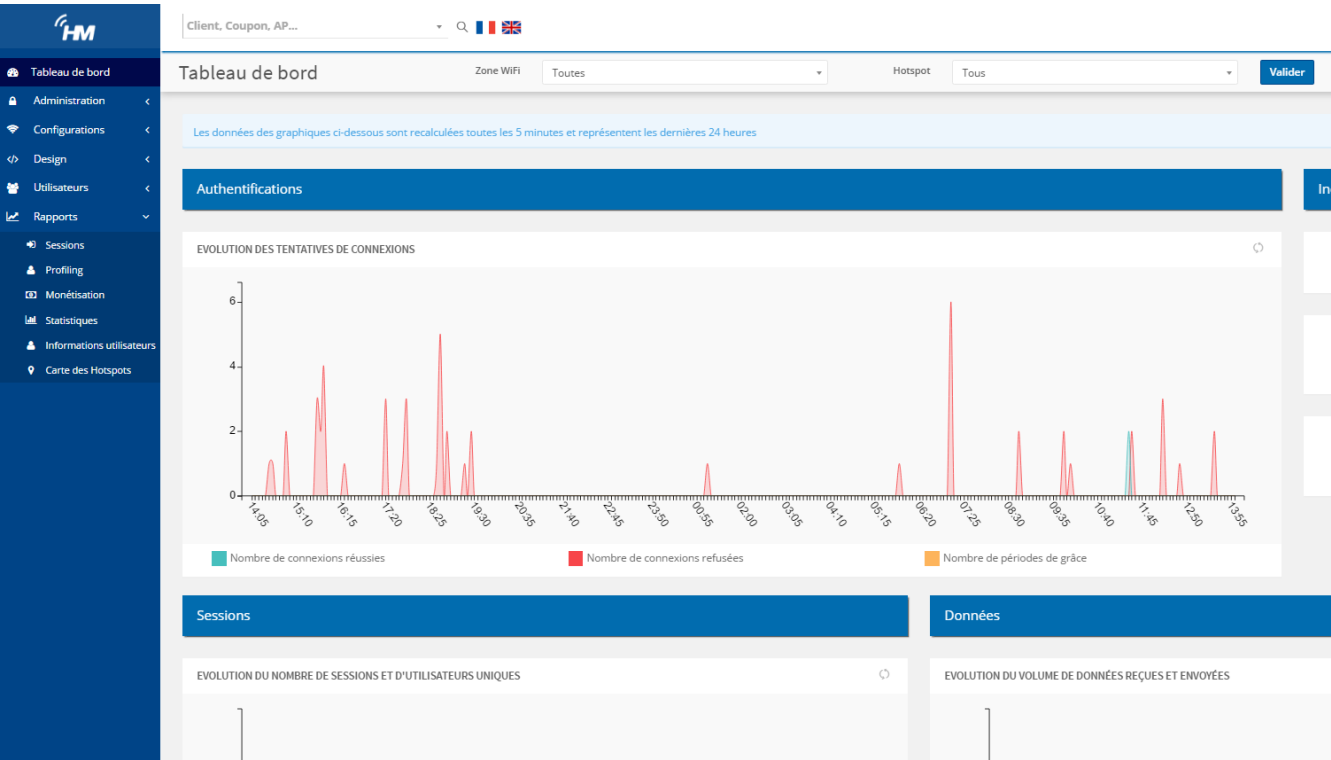 HM
Client, Coupon, AP...
Tableau de bord
Administration
Configurations
Design
Utilisateurs
Rapports
Sessions
Profiling
Monétisation
Statistiques
Informations utilisateurs
Carte des Hotspots
Tableau de bord
Zone WiFi
Toutes
Hotspot
Tous
Valider
Les données des graphiques ci-dessous sont recalculées toutes les 5 minutes et représentent les dernières 24 heures
Authentifications
EVOLUTION DES TENTATIVES DE CONNEXIONS
6
4
2
0
14:05 15:10 16:15 17:20 18:25 19:30 20:35 21:40 22:45 23:50 00:55 02:00 03:05 04:10 05:15 06:20 07:25 08:30 09:35 10:40 11:45 12:50 13:55
Nombre de connexions réussies
Nombre de connexions refusées
Nombre de périodes de grâce
Sessions
Données
EVOLUTION DU NOMBRE DE SESSIONS ET D'UTILISATEURS UNIQUES
EVOLUTION DU VOLUME DE DONNÉES REÇUES ET ENVOYÉES